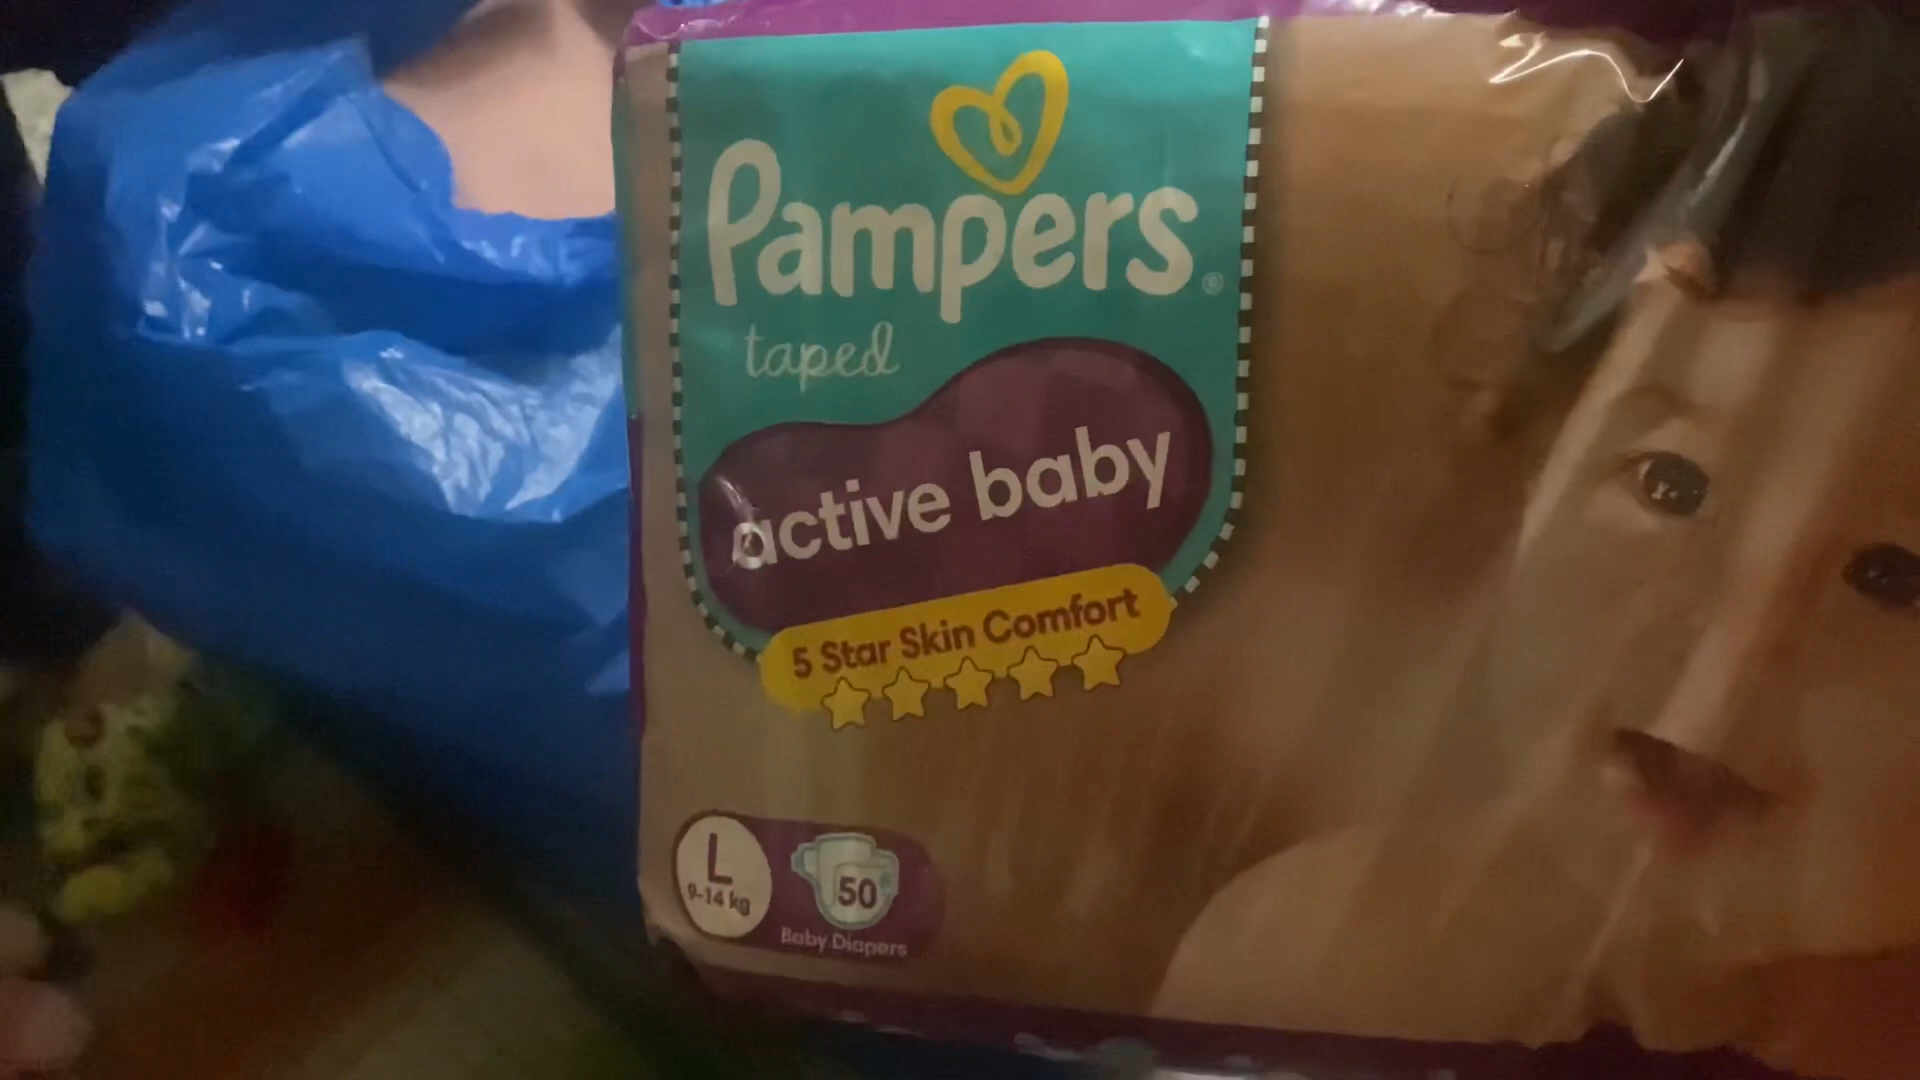 Pampers®
taped
active baby
5 Star Skin Comfort
L
9-14 kg
50
Baby Diapers